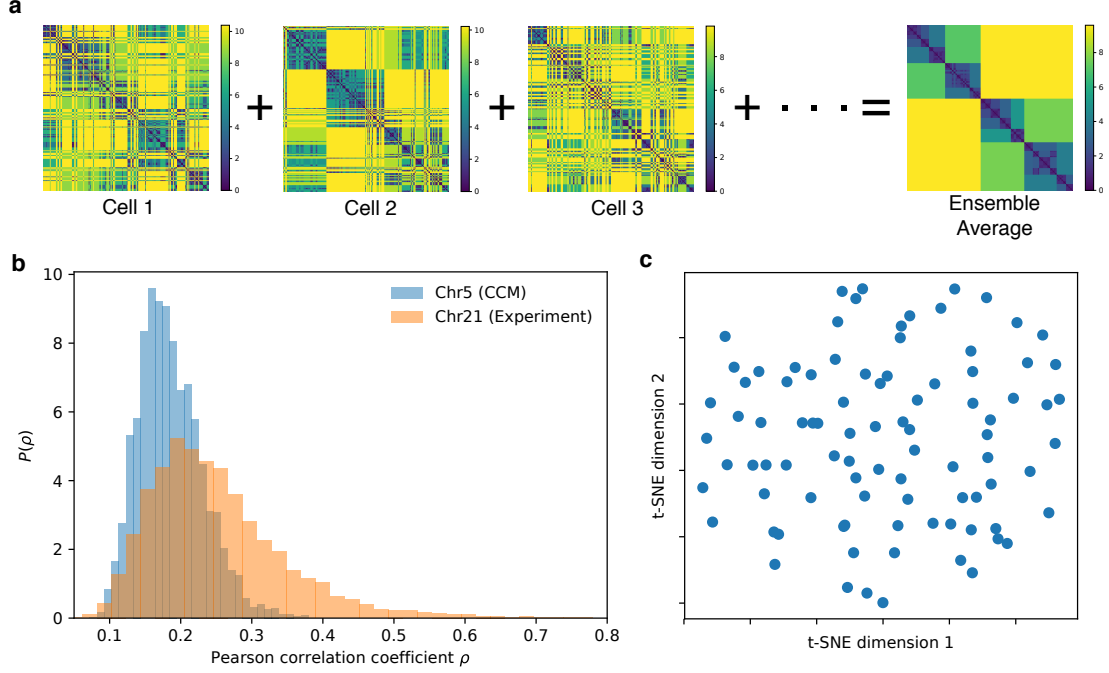 a
10
8
6
4
2
0
+
10
8
6
4
2
0
+
8
6
4
2
0
+ . . . =
8
6
4
2
0
Cell 1
Cell 2
Cell 3
Ensemble
Average
b
10
8
6
4
2
0
P(ρ)
Chr5 (CCM)
Chr21 (Experiment)
0.1 0.2 0.3 0.4 0.5 0.6 0.7 0.8
Pearson correlation coefficient ρ
c
t-SNE dimension 2
t-SNE dimension 1